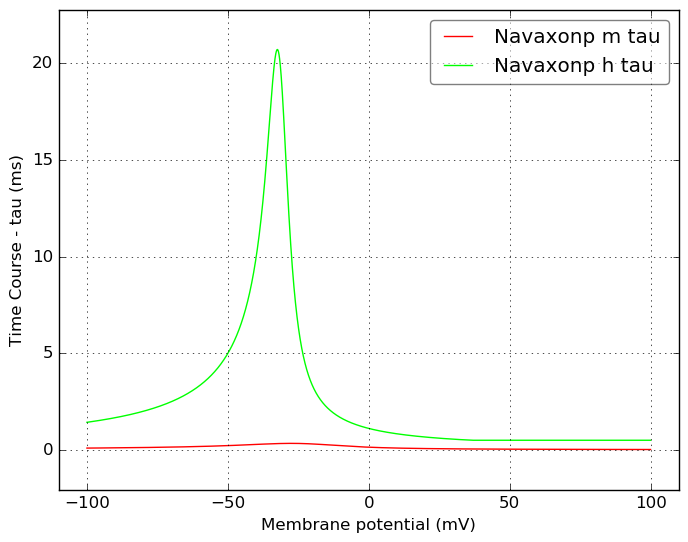 Navaxonp m tau
Navaxonp h tau
20
15
10
5
0
Time Course - tau (ms)
−100
−50
0
50
100
Membrane potential (mV)